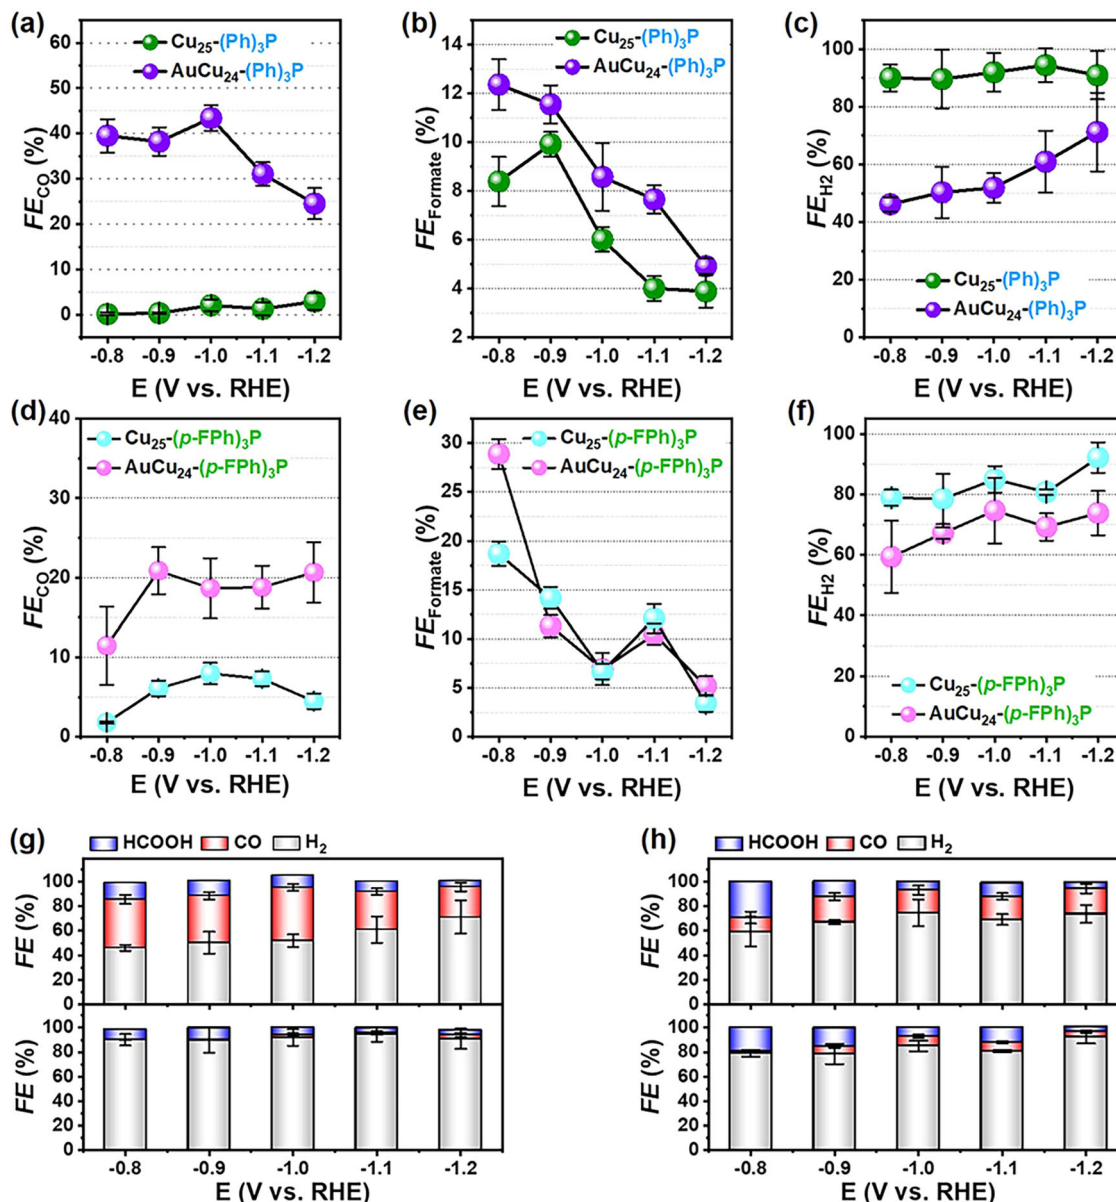 (a)
60
50
40
30
20
10
0
FE_CO (%)
Cu₂₅-(Ph)₃P
AuCu₂₄-(Ph)₃P
-0.8 -0.9 -1.0 -1.1 -1.2
E (V vs. RHE)
(b)
14
12
10
8
6
4
2
FE_Formate (%)
Cu₂₅-(Ph)₃P
AuCu₂₄-(Ph)₃P
-0.8 -0.9 -1.0 -1.1 -1.2
E (V vs. RHE)
(c)
100
80
60
40
20
0
FE_H2 (%)
Cu₂₅-(Ph)₃P
AuCu₂₄-(Ph)₃P
-0.8 -0.9 -1.0 -1.1 -1.2
E (V vs. RHE)
(d)
40
30
20
10
0
FE_CO (%)
Cu₂₅-(p-FPh)₃P
AuCu₂₄-(p-FPh)₃P
-0.8 -0.9 -1.0 -1.1 -1.2
E (V vs. RHE)
(e)
30
25
20
15
10
5
0
FE_Formate (%)
Cu₂₅-(p-FPh)₃P
AuCu₂₄-(p-FPh)₃P
-0.8 -0.9 -1.0 -1.1 -1.2
E (V vs. RHE)
(f)
100
80
60
40
20
0
FE_H2 (%)
Cu₂₅-(p-FPh)₃P
AuCu₂₄-(p-FPh)₃P
-0.8 -0.9 -1.0 -1.1 -1.2
E (V vs. RHE)
(g)
HCOOH CO H₂
100
80
60
40
20
0
FE (%)
100
80
60
40
20
0
FE (%)
-0.8 -0.9 -1.0 -1.1 -1.2
E (V vs. RHE)
(h)
HCOOH CO H₂
100
80
60
40
20
0
FE (%)
100
80
60
40
20
0
FE (%)
-0.8 -0.9 -1.0 -1.1 -1.2
E (V vs. RHE)